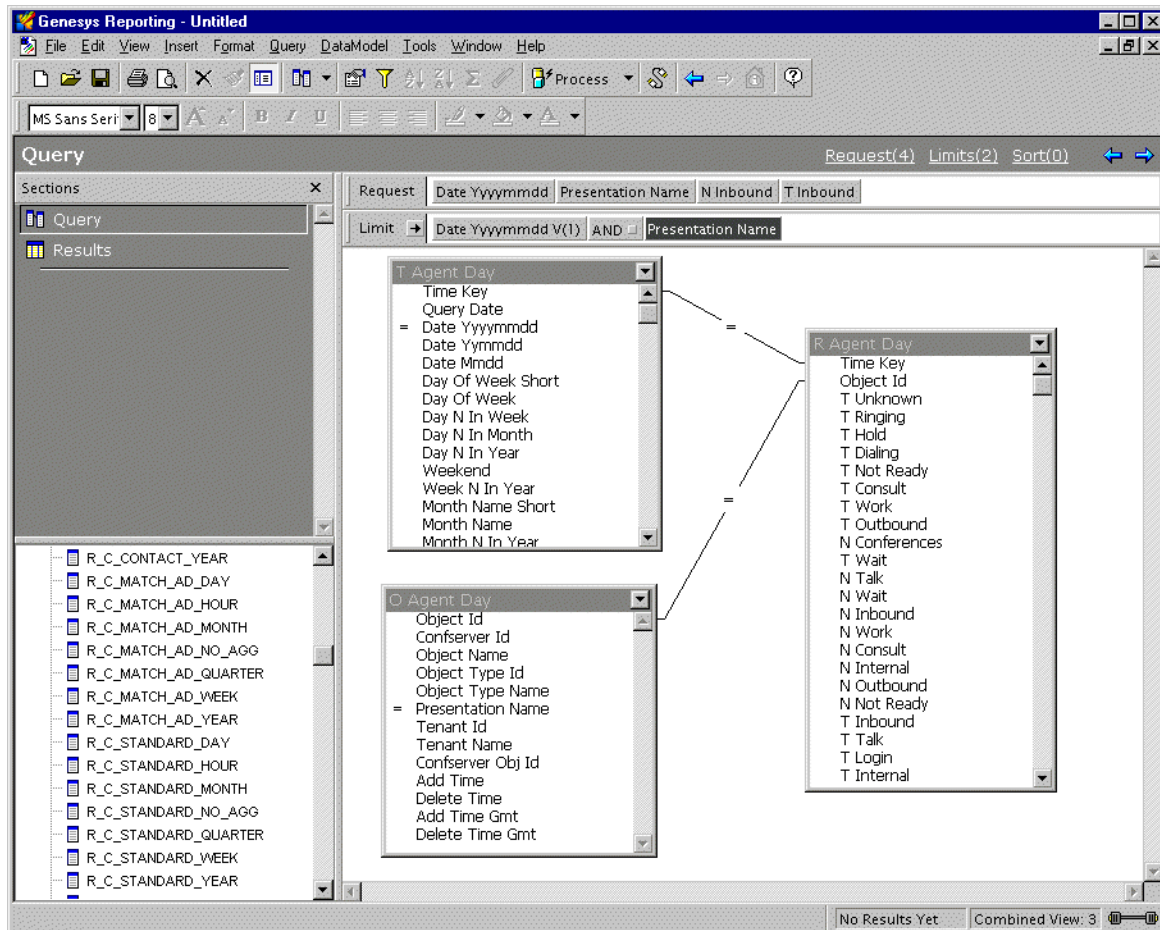 Genesys Reporting - Untitled
File Edit View Insert Format Query DataModel Tools Window Help
Process
MS Sans Seri 8 A A B I U A
Query Request(4) Limits(2) Sort(0)
Sections
Query
Results
Request Date Yyyymmdd Presentation Name N Inbound T Inbound
Limit Date Yyyymmdd V(1) AND Presentation Name
T Agent Day
Time Key
Query Date
= Date Yyyymmdd
Date Yymmdd
Date Mmdd
Day Of Week Short
Day Of Week
Day N In Week
Day N In Month
Day N In Year
Weekend
Week N In Year
Month Name Short
Month Name
Month N In Year
=
=
R Agent Day
Time Key
Object Id
T Unknown
T Ringing
T Hold
T Dialing
T Not Ready
T Consult
T Work
T Outbound
N Conferences
T Wait
N Talk
N Wait
N Inbound
N Work
N Consult
N Internal
N Outbound
N Not Ready
T Inbound
T Talk
T Login
T Internal
O Agent Day
Object Id
Confserver Id
Object Name
Object Type Id
Object Type Name
= Presentation Name
Tenant Id
Tenant Name
Confserver Obj Id
Add Time
Delete Time
Add Time Gmt
Delete Time Gmt
R_C_CONTACT_YEAR
R_C_MATCH_AD_DAY
R_C_MATCH_AD_HOUR
R_C_MATCH_AD_MONTH
R_C_MATCH_AD_NO_AGG
R_C_MATCH_AD_QUARTER
R_C_MATCH_AD_WEEK
R_C_MATCH_AD_YEAR
R_C_STANDARD_DAY
R_C_STANDARD_HOUR
R_C_STANDARD_MONTH
R_C_STANDARD_NO_AGG
R_C_STANDARD_QUARTER
R_C_STANDARD_WEEK
R_C_STANDARD_YEAR
No Results Yet Combined View: 3